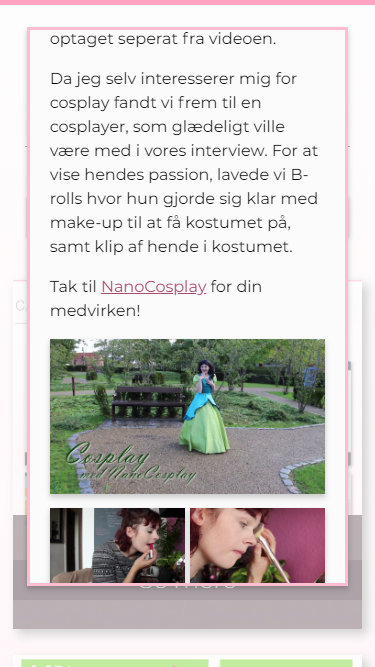 optaget seperat fra videoen.
Da jeg selv interesserer mig for
cosplay fandt vi frem til en
cosplayer, som glædeligt ville
være med i vores interview. For at
vise hendes passion, lavede vi B-
rolls hvor hun gjorde sig klar med
make-up til at få kostumet på,
samt klip af hende i kostumet.
Tak til NanoCosplay for din
medvirken!
Cosplay
med NanoCosplay